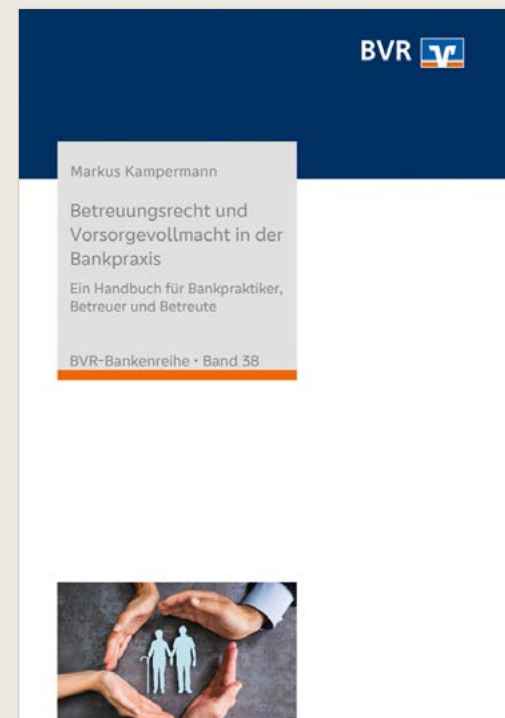 BVR
Markus Kampermann
Betreuungsrecht und
Vorsorgevollmacht in der
Bankpraxis
Ein Handbuch für Bankpraktiker,
Betreuer und Betreute
BVR-Bankenreihe • Band 38